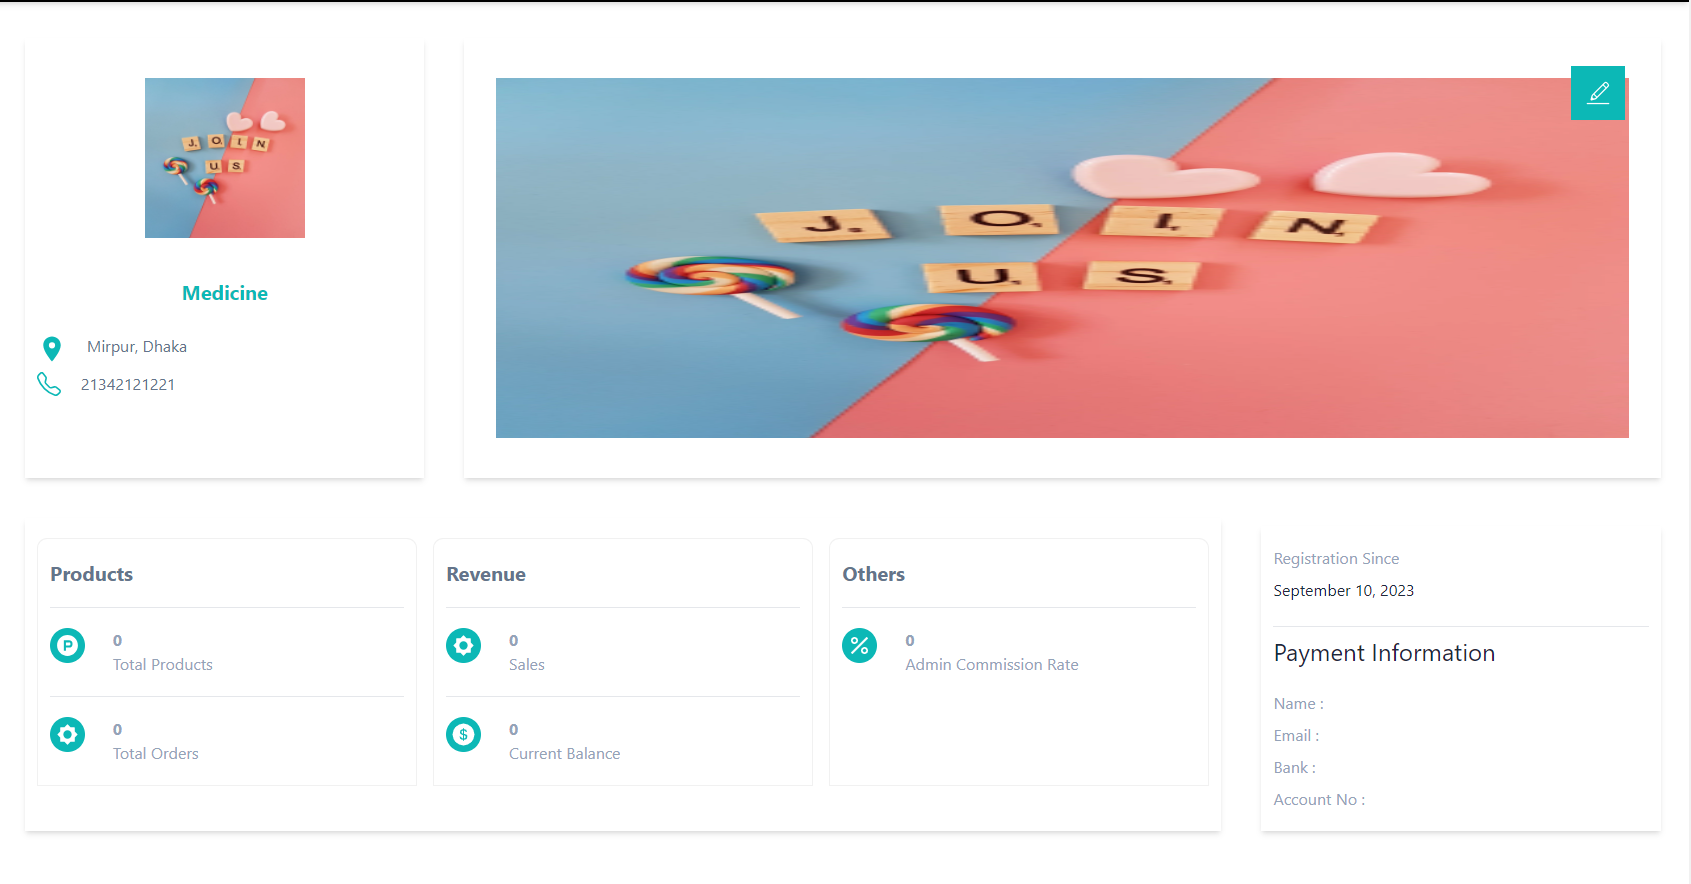 J O I N
U S
Medicine
Mirpur, Dhaka
21342121221
J. O. I. N.
U. S.
Products
0
Total Products
0
Total Orders
Revenue
0
Sales
0
Current Balance
Others
0
Admin Commission Rate
Registration Since
September 10, 2023
Payment Information
Name :
Email :
Bank :
Account No :